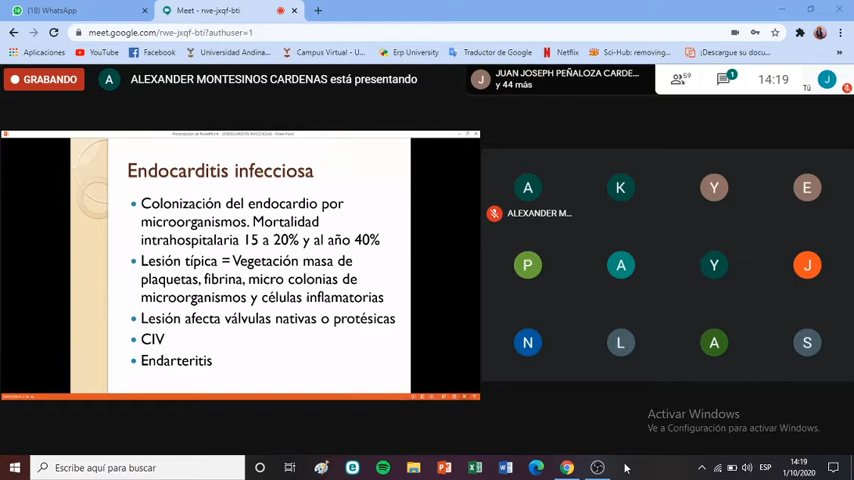 (18) WhatsApp
Meet - rwe-jxqf-bti
meet.google.com/rwe-jxqf-bti?authuser=1
Aplicaciones
YouTube
Facebook
Universidad Andina...
Campus Virtual - U...
Erp University
Traductor de Google
Netflix
Sci-Hub: removing...
¡Descargue su docu...
GRABANDO
A
ALEXANDER MONTESINOS CARDENAS está presentando
J
JUAN JOSEPH PEÑALOZA CARDE...
y 44 más
59
1
14:19
J
Tú
Endocarditis infecciosa
Colonización del endocardio por
microorganismos. Mortalidad
intrahospitalaria 15 a 20% y al año 40%
Lesión típica = Vegetación masa de
plaquetas, fibrina, micro colonias de
microorganismos y células inflamatorias
Lesión afecta válvulas nativas o protésicas
CIV
Endarteritis
A K Y E
ALEXANDER M...
P A Y J
N L A S
Activar Windows
Ve a Configuración para activar Windows.
Escribe aquí para buscar
ESP
14:19
1/10/2020